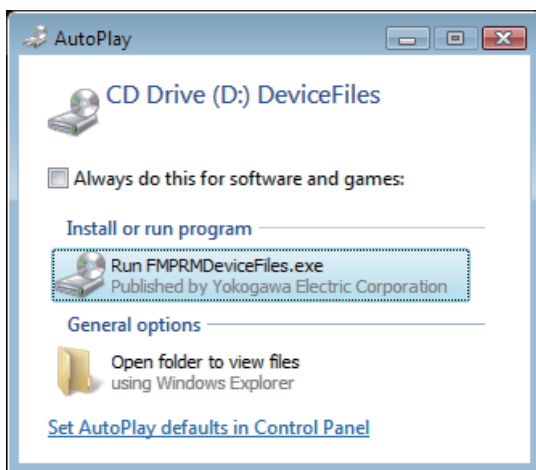 AutoPlay
CD Drive (D:) DeviceFiles
Always do this for software and games:
Install or run program
Run FMPRMDeviceFiles.exe
Published by Yokogawa Electric Corporation
General options
Open folder to view files
using Windows Explorer
Set AutoPlay defaults in Control Panel